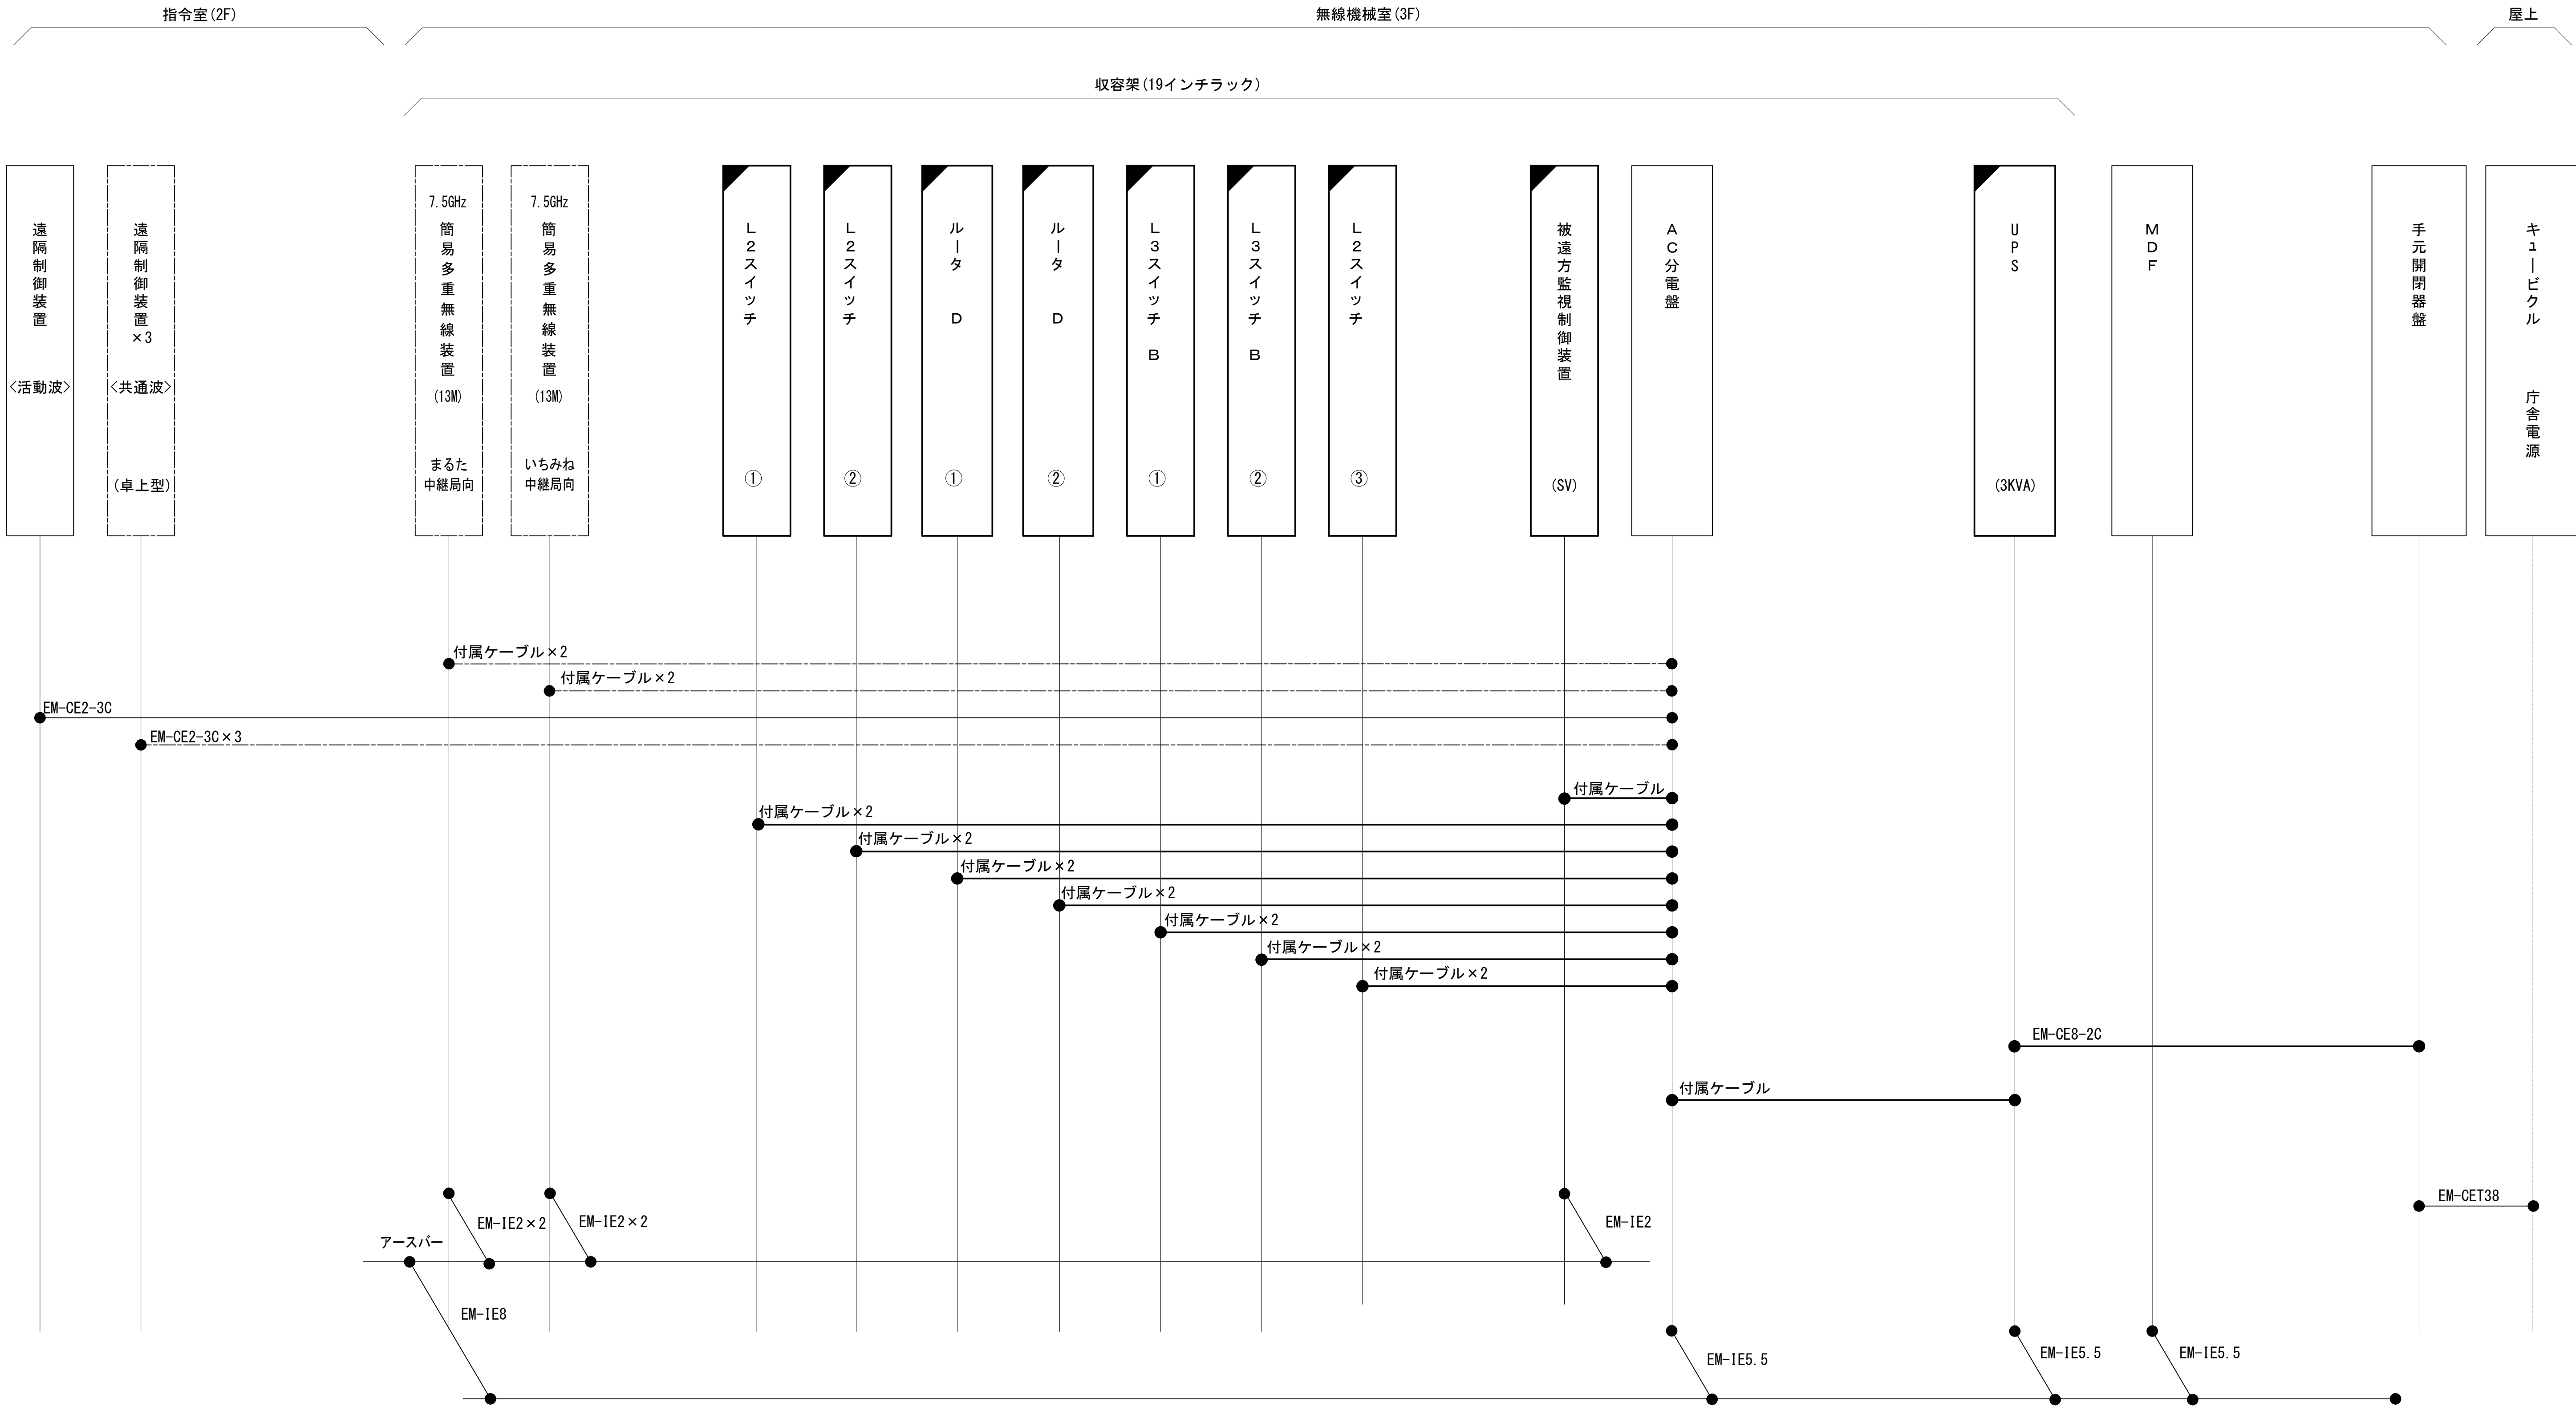 指令室(2F)
無線機械室(3F)
屋上
収容架(19インチラック)
遠隔制御装置
<活動波>
遠隔制御装置×3
<共通波>
(卓上型)
7.5GHz
簡易多重無線装置
(13M)
まるた
中継局向
7.5GHz
簡易多重無線装置
(13M)
いちみね
中継局向
L2スイッチ
①
L2スイッチ
②
ルータ D
①
ルータ D
②
L3スイッチ B
①
L3スイッチ B
②
L2スイッチ
③
被遠方監視制御装置
(SV)
AC分電盤
UPS
(3KVA)
MDF
手元開閉器盤
キュービクル 庁舎電源
付属ケーブル×2
付属ケーブル×2
EM-CE2-3C
EM-CE2-3C×3
付属ケーブル
付属ケーブル×2
付属ケーブル×2
付属ケーブル×2
付属ケーブル×2
付属ケーブル×2
付属ケーブル×2
付属ケーブル×2
EM-CE8-2C
付属ケーブル
EM-CET38
EM-IE2×2
EM-IE2×2
EM-IE2
アースバー
EM-IE8
EM-IE5.5
EM-IE5.5
EM-IE5.5